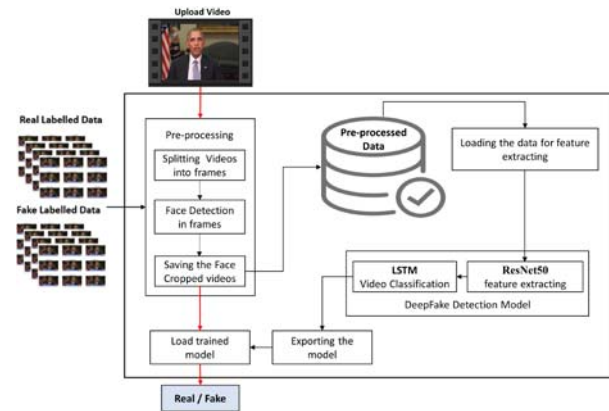 Upload Video
Real Labelled Data
Fake Labelled Data
Pre-processing
Splitting Videos
into frames
Face Detection
in frames
Saving the Face
Cropped videos
Pre-processed
Data
Loading the data for feature
extracting
LSTM
Video Classification
ResNet50
feature extracting
DeepFake Detection Model
Load trained
model
Exporting the
model
Real / Fake